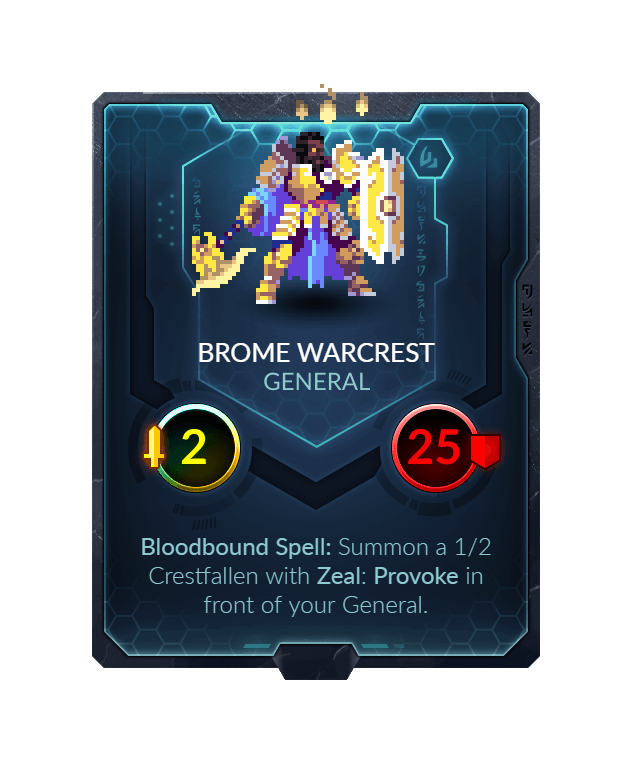 BROME WARCREST
GENERAL
2
25
Bloodbound Spell: Summon a 1/2
Crestfallen with Zeal: Provoke in
front of your General.